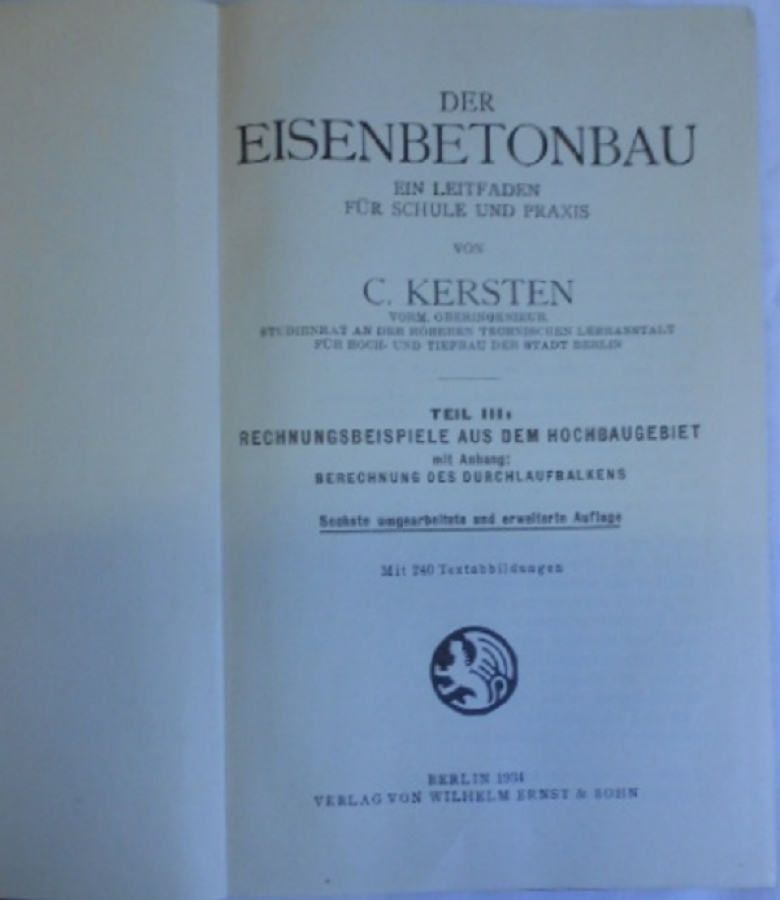 DER
EISENBETONBAU
EIN LEITFADEN
FÜR SCHULE UND PRAXIS
VON
C. KERSTEN
VORM. OBERINGENIEUR,
STUDIENRAT AN DER HÖHEREN TECHNISCHEN LEHRANSTALT
FÜR HOCH- UND TIEFBAU DER STADT BERLIN
TEIL III:
RECHNUNGSBEISPIELE AUS DEM HOCHBAUGEBIET
mit Anhang:
BERECHNUNG DES DURCHLAUFBALKENS
Sechste umgearbeitete und erweiterte Auflage
Mit 240 Textabbildungen
BERLIN 1934
VERLAG VON WILHELM ERNST & SOHN